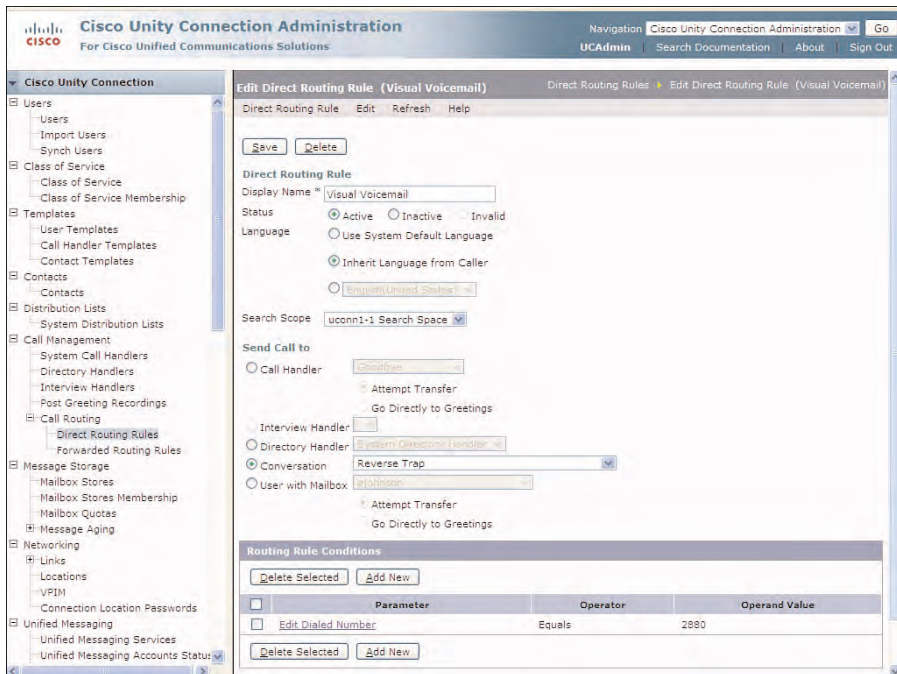 Cisco Unity Connection Administration
Navigation Cisco Unity Connection Administration Go
cisco
For Cisco Unified Communications Solutions
UCAdmin | Search Documentation | About | Sign Out
Cisco Unity Connection
Users
Users
Import Users
Synch Users
Class of Service
Class of Service
Class of Service Membership
Templates
User Templates
Call Handler Templates
Contact Templates
Contacts
Contacts
Distribution Lists
System Distribution Lists
Call Management
System Call Handlers
Directory Handlers
Interview Handlers
Post Greeting Recordings
Call Routing
Direct Routing Rules
Forwarded Routing Rules
Message Storage
Mailbox Stores
Mailbox Stores Membership
Mailbox Quotas
Message Aging
Networking
Links
Locations
VPIM
Connection Location Passwords
Unified Messaging
Unified Messaging Services
Unified Messaging Accounts Status
Edit Direct Routing Rule (Visual Voicemail)
Direct Routing Rules Edit Direct Routing Rule (Visual Voicemail)
Direct Routing Rule Edit Refresh Help
Save Delete
Direct Routing Rule
Display Name * Visual Voicemail
Status Active Inactive Invalid
Language Use System Default Language
Inherit Language from Caller
English(United States)
Search Scope uconn1-1 Search Space
Send Call to
Call Handler Goodbye
Attempt Transfer
Go Directly to Greetings
Interview Handler
Directory Handler System Directory Handler
Conversation Reverse Trap
User with Mailbox
Attempt Transfer
Go Directly to Greetings
Routing Rule Conditions
Delete Selected Add New
Parameter Operator Operand Value
Edit Dialed Number Equals 2880
Delete Selected Add New